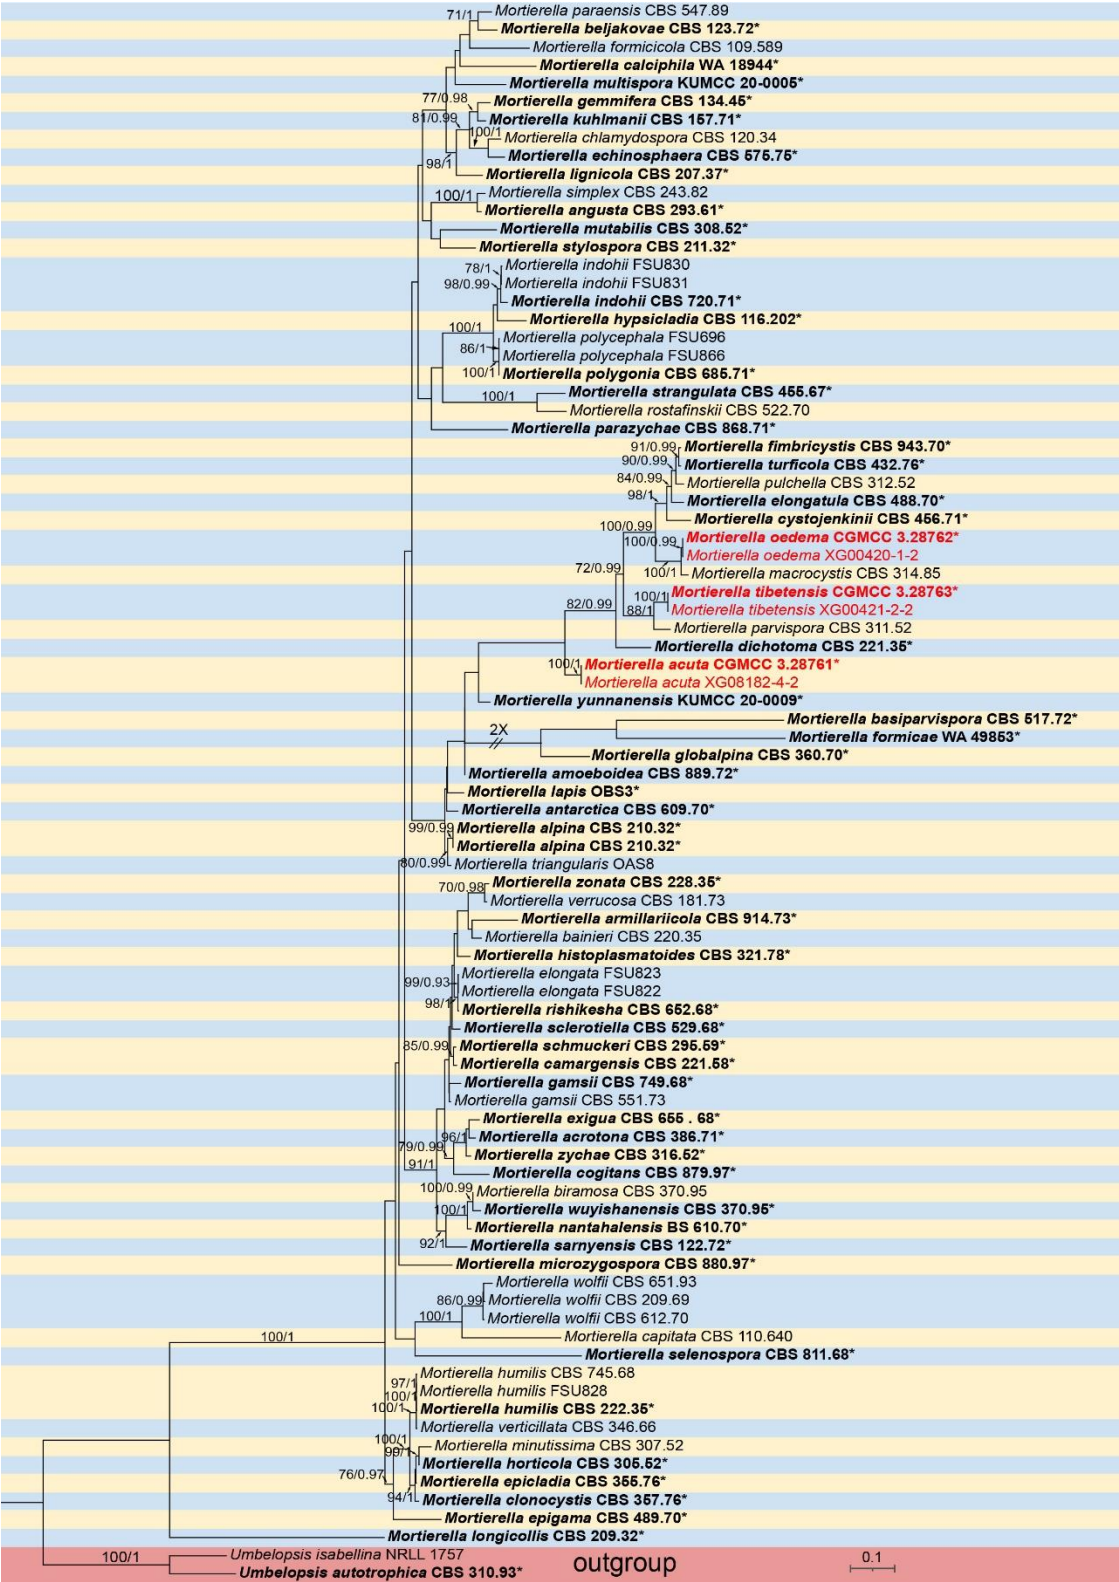 71/1
Mortierella paraensis CBS 547.89
Mortierella beljakovae CBS 123.72*
Mortierella formicicola CBS 109.589
Mortierella calciphila WA 18944*
Mortierella multispora KUMCC 20-0005*
77/0.98
Mortierella gemmifera CBS 134.45*
81/0.99
Mortierella kuhlmanii CBS 157.71*
100/1
Mortierella chlamydospora CBS 120.34
Mortierella echinosphaera CBS 575.75*
98/1
Mortierella lignicola CBS 207.37*
100/1
Mortierella simplex CBS 243.82
Mortierella angusta CBS 293.61*
Mortierella mutabilis CBS 308.52*
Mortierella stylospora CBS 211.32*
78/1
Mortierella indohii FSU830
98/0.99
Mortierella indohii FSU831
Mortierella indohii CBS 720.71*
Mortierella hypsicladia CBS 116.202*
100/1
Mortierella polycephala FSU696
86/1
Mortierella polycephala FSU866
100/1
Mortierella polygonia CBS 685.71*
Mortierella strangulata CBS 455.67*
100/1
Mortierella rostafinskii CBS 522.70
Mortierella parazychae CBS 868.71*
91/0.99
Mortierella fimbricystis CBS 943.70*
90/0.99
Mortierella turficola CBS 432.76*
84/0.99
Mortierella pulchella CBS 312.52
98/1
Mortierella elongatula CBS 488.70*
Mortierella cystojenkinii CBS 456.71*
100/0.99
Mortierella oedema CGMCC 3.28762*
100/0.99
Mortierella oedema XG00420-1-2
72/0.99
100/1
Mortierella macrocystis CBS 314.85
Mortierella tibetensis CGMCC 3.28763*
100/1
82/0.99
88/1
Mortierella tibetensis XG00421-2-2
Mortierella parvispora CBS 311.52
Mortierella dichotoma CBS 221.35*
100/1
Mortierella acuta CGMCC 3.28761*
Mortierella acuta XG08182-4-2
Mortierella yunnanensis KUMCC 20-0009*
Mortierella basiparvispora CBS 517.72*
2X
Mortierella formicae WA 49853*
Mortierella globalpina CBS 360.70*
Mortierella amoeboidea CBS 889.72*
Mortierella lapis OBS3*
Mortierella antarctica CBS 609.70*
99/0.99
Mortierella alpina CBS 210.32*
Mortierella alpina CBS 210.32*
80/0.99
Mortierella triangularis OAS8
70/0.98
Mortierella zonata CBS 228.35*
Mortierella verrucosa CBS 181.73
Mortierella armillariicola CBS 914.73*
Mortierella bainieri CBS 220.35
Mortierella histoplasmatoides CBS 321.78*
Mortierella elongata FSU823
99/0.93
Mortierella elongata FSU822
98/1
Mortierella rishikesha CBS 652.68*
Mortierella sclerotiella CBS 529.68*
85/0.99
Mortierella schmuckeri CBS 295.59*
Mortierella camargensis CBS 221.58*
Mortierella gamsii CBS 749.68*
Mortierella gamsii CBS 551.73
Mortierella exigua CBS 655 . 68*
96/1
Mortierella acrotona CBS 386.71*
79/0.99
Mortierella zychae CBS 316.52*
91/1
Mortierella cogitans CBS 879.97*
100/0.99
Mortierella biramosa CBS 370.95
100/1
Mortierella wuyishanensis CBS 370.95*
Mortierella nantahalensis BS 610.70*
92/1
Mortierella sarnyensis CBS 122.72*
Mortierella microzygospora CBS 880.97*
Mortierella wolfii CBS 651.93
86/0.99
Mortierella wolfii CBS 209.69
100/1
Mortierella wolfii CBS 612.70
100/1
Mortierella capitata CBS 110.640
Mortierella selenospora CBS 811.68*
Mortierella humilis CBS 745.68
97/1
Mortierella humilis FSU828
100/1
100/1
Mortierella humilis CBS 222.35*
Mortierella verticillata CBS 346.66
100/1
Mortierella minutissima CBS 307.52
99/1
Mortierella horticola CBS 305.52*
76/0.97
Mortierella epicladia CBS 355.76*
94/1
Mortierella clonocystis CBS 357.76*
Mortierella epigama CBS 489.70*
Mortierella longicollis CBS 209.32*
100/1
Umbelopsis isabellina NRLL 1757
Umbelopsis autotrophica CBS 310.93*
outgroup
0.1